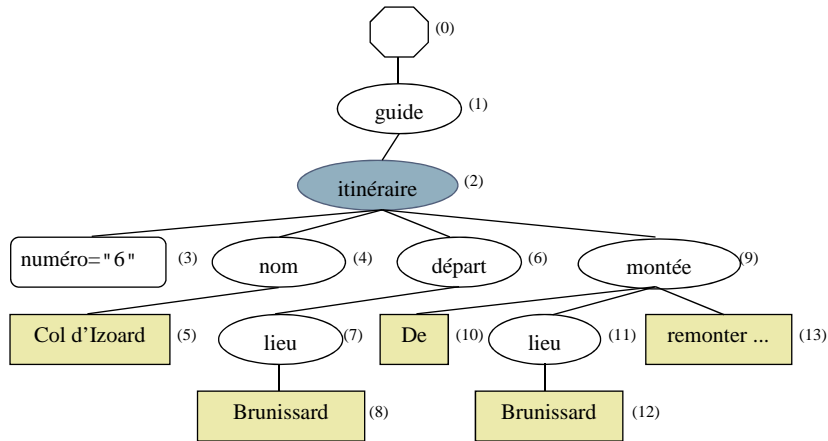 (0)
guide (1)
itinéraire (2)
numéro="6" (3) nom (4) départ (6) montée (9)
Col d'Izoard (5) lieu (7) De (10) lieu (11) remonter ... (13)
Brunissard (8) Brunissard (12)